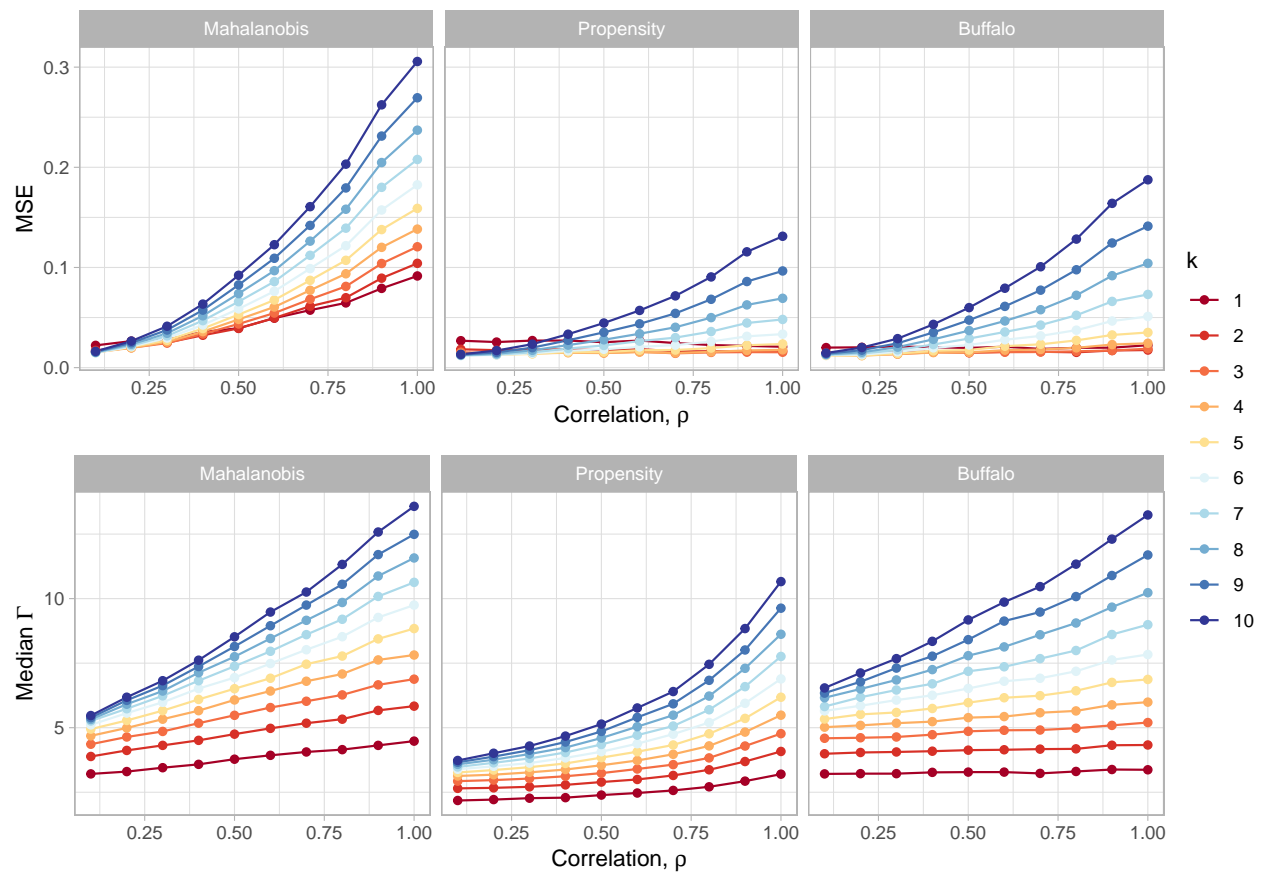 Mahalanobis Propensity Buffalo
0.3
0.2
0.1
0.0
MSE
0.25 0.50 0.75 1.00 0.25 0.50 0.75 1.00 0.25 0.50 0.75 1.00
Correlation, ρ
Mahalanobis Propensity Buffalo
10
5
Median Γ
0.25 0.50 0.75 1.00 0.25 0.50 0.75 1.00 0.25 0.50 0.75 1.00
Correlation, ρ
k
1
2
3
4
5
6
7
8
9
10